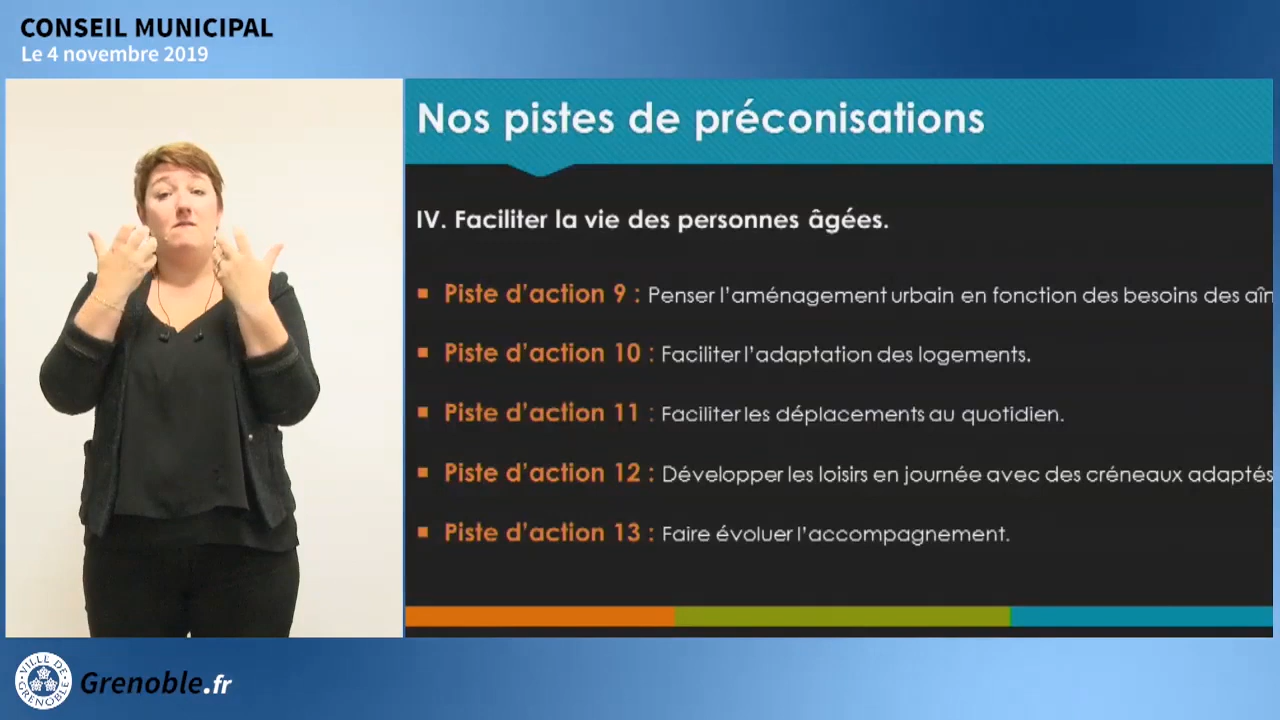 CONSEIL MUNICIPAL
Le 4 novembre 2019
Nos pistes de préconisations
IV. Faciliter la vie des personnes âgées.
Piste d’action 9 : Penser l’aménagement urbain en fonction des besoins des
Piste d’action 10 : Faciliter l’adaptation des logements.
Piste d’action 11 : Faciliter les déplacements au quotidien.
Piste d’action 12 : Développer les loisirs en journée avec des créneaux adaptés
Piste d’action 13 : Faire évoluer l’accompagnement.
VILLE DE GRENOBLE
Grenoble.fr